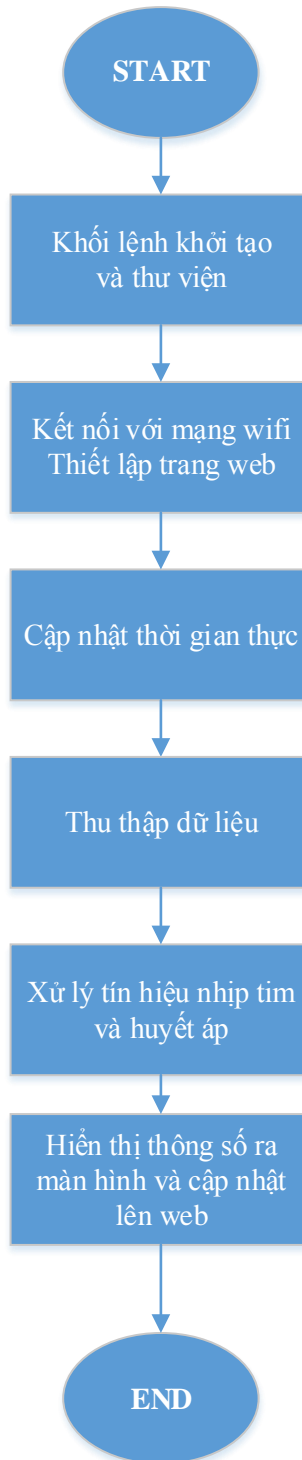 START
Khối lệnh khởi tạo
và thư viện
Kết nối với mạng wifi
Thiết lập trang web
Cập nhật thời gian thực
Thu thập dữ liệu
Xử lý tín hiệu nhịp tim
và huyết áp
Hiển thị thông số ra
màn hình và cập nhật
lên web
END